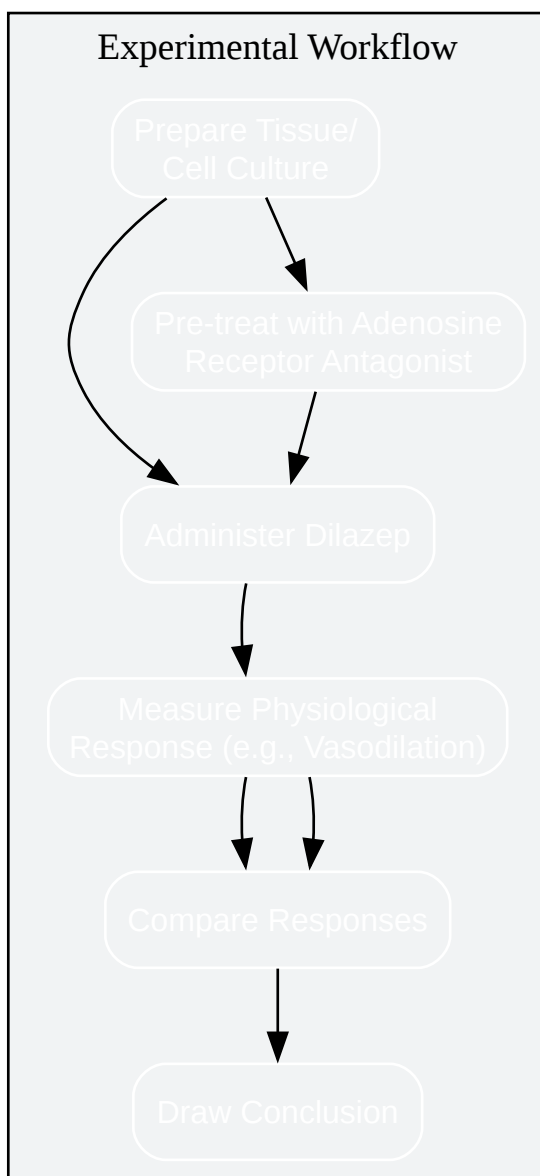 Experimental Workflow
Prepare Tissue/
Cell Culture
Pre-treat with Adenosine
Receptor Antagonist
Administer Dilazep
Measure Physiological
Response (e.g., Vasodilation)
Compare Responses
Draw Conclusion